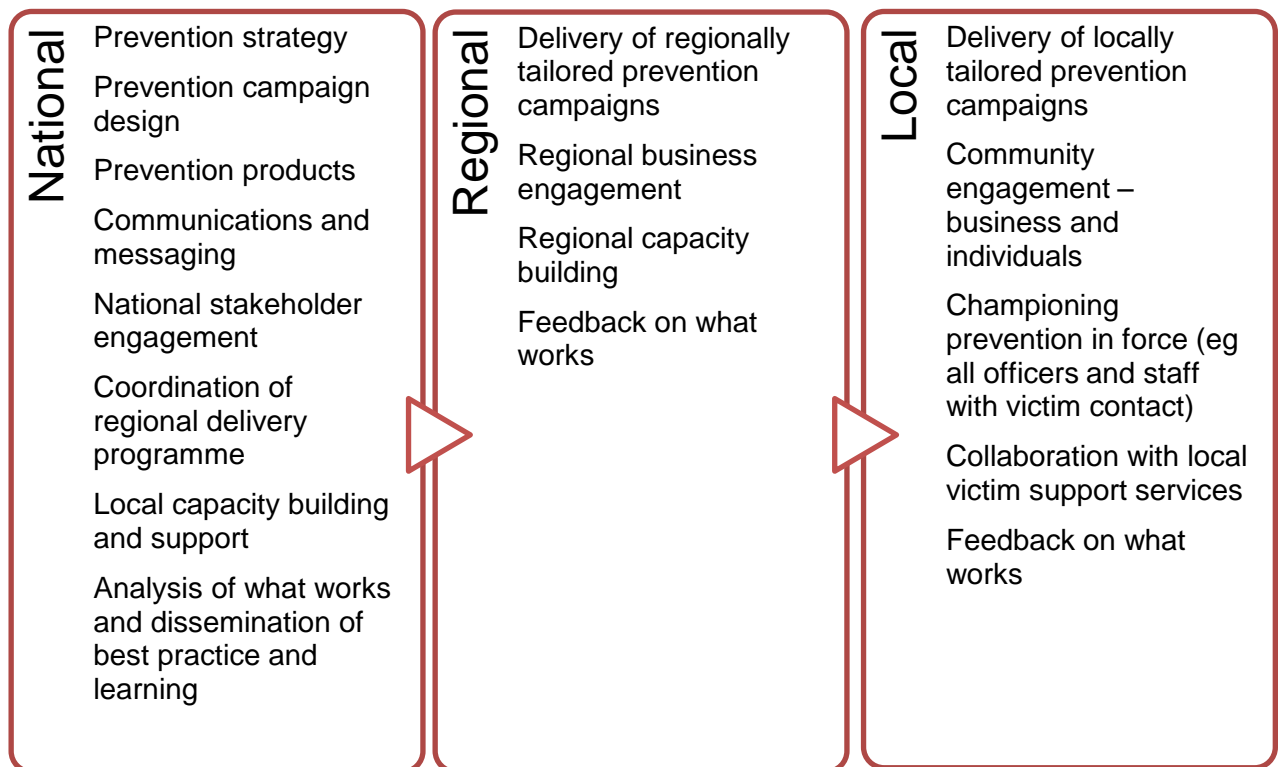 National
Prevention strategy
Prevention campaign
design
Prevention products
Communications and
messaging
National stakeholder
engagement
Coordination of
regional delivery
programme
Local capacity building
and support
Analysis of what works
and dissemination of
best practice and
learning
Regional
Delivery of regionally
tailored prevention
campaigns
Regional business
engagement
Regional capacity
building
Feedback on what
works
Local
Delivery of locally
tailored prevention
campaigns
Community
engagement –
business and
individuals
Championing
prevention in force (eg
all officers and staff
with victim contact)
Collaboration with local
victim support services
Feedback on what
works